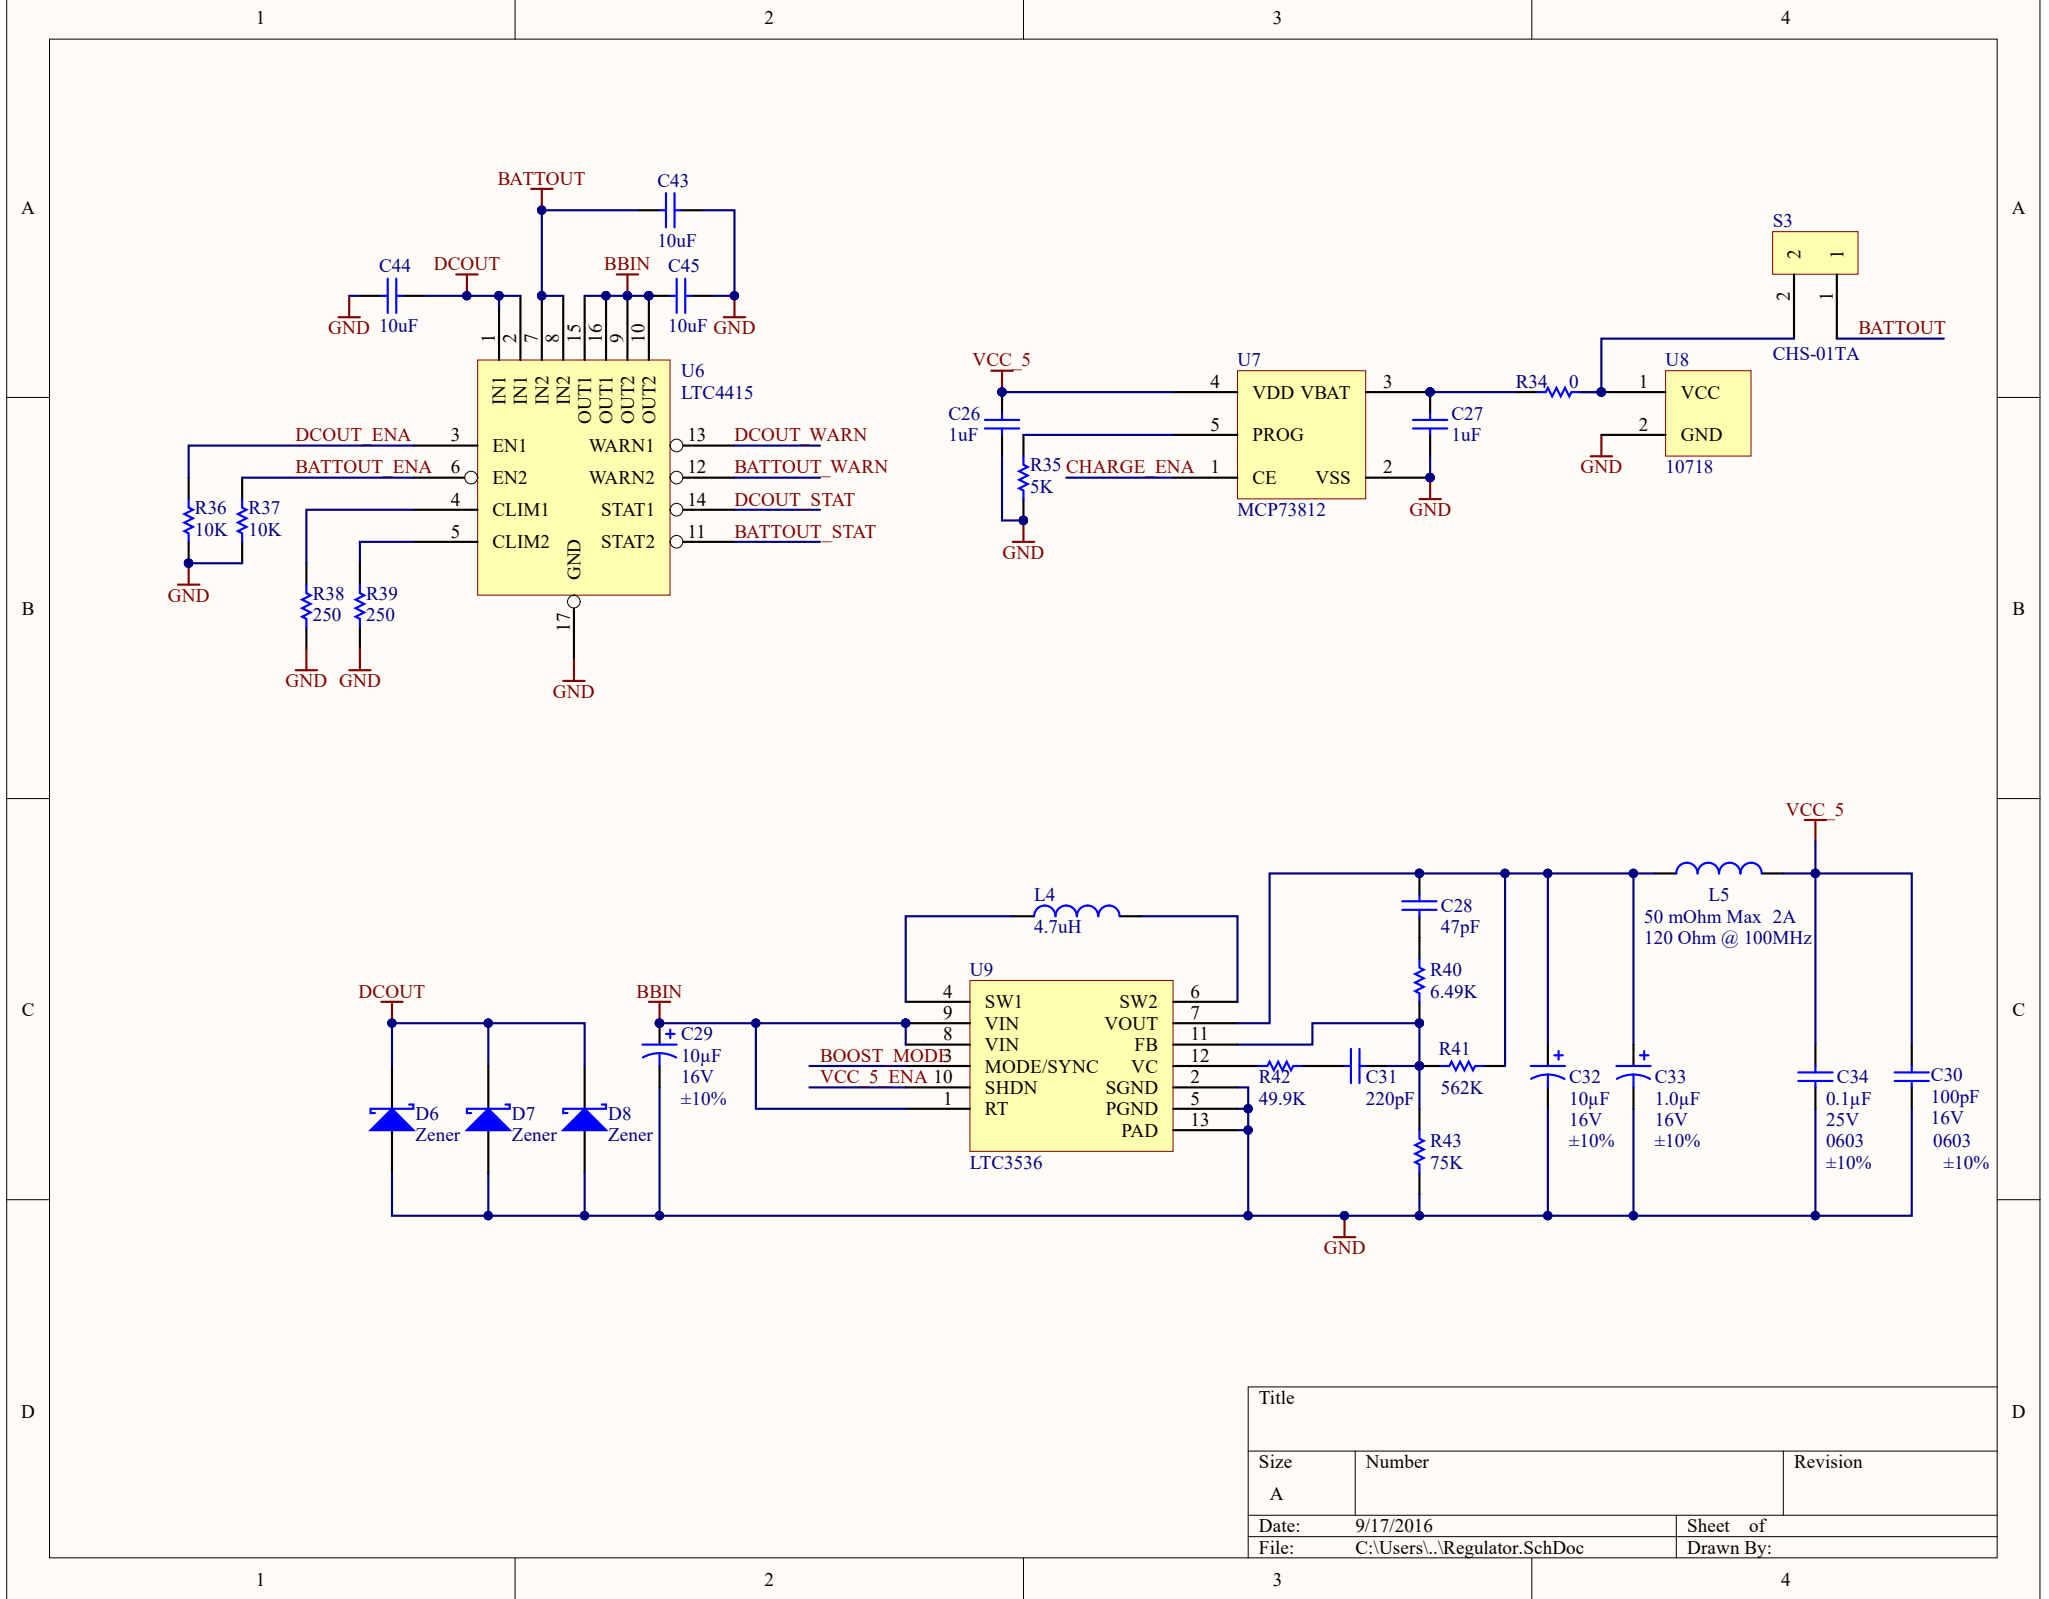 1 2 3 4
A A
BATTOUT
C43
10uF
C44
10uF
DCOUT
BBIN
C45
10uF
GND
GND
1 2 7 8 15 16 9 10
IN1 IN1 IN2 IN2 OUT1 OUT1 OUT2 OUT2
U6
LTC4415
DCOUT_ENA 3 EN1
BATTOUT_ENA 6 EN2
4 CLIM1
5 CLIM2
WARN1 13 DCOUT_WARN
WARN2 12 BATTOUT_WARN
STAT1 14 DCOUT_STAT
STAT2 11 BATTOUT_STAT
GND
17
GND
R36
10K
R37
10K
GND
R38
250
R39
250
GND GND
VCC_5
C26
1uF
R35
5K
CHARGE_ENA
GND
U7
4 VDD VBAT 3
5 PROG
1 CE VSS 2
MCP73812
C27
1uF
GND
R34 0
S3
2 1
2 1
CHS-01TA
BATTOUT
U8
1 VCC
2 GND
10718
GND
B B
VCC_5
L4
4.7uH
U9
4 SW1 SW2 6
9 VIN VOUT 7
8 VIN FB 11
BOOST_MODE 3 MODE/SYNC VC 12
VCC_5_ENA 10 SHDN SGND 2
1 RT PGND 5
PAD 13
LTC3536
DCOUT
D6
Zener
D7
Zener
D8
Zener
BBIN
C29
10µF
16V
±10%
C28
47pF
R40
6.49K
R41
562K
R42
49.9K
C31
220pF
R43
75K
L5
50 mOhm Max 2A
120 Ohm @ 100MHz
C32
10µF
16V
±10%
C33
1.0µF
16V
±10%
C34
0.1µF
25V
0603
±10%
C30
100pF
16V
0603
±10%
GND
C C
D D
Title
Size Number Revision
A
Date: 9/17/2016 Sheet of
File: C:\Users\..\Regulator.SchDoc Drawn By:
1 2 3 4